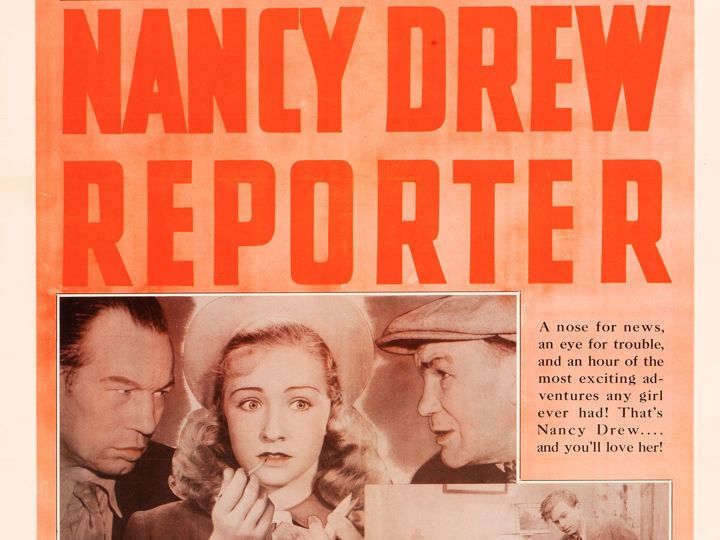 NANCY DREW
REPORTER
A nose for news,
an eye for trouble,
and an hour of the
most exciting ad-
ventures any girl
ever had! That's
Nancy Drew....
and you'll love her!